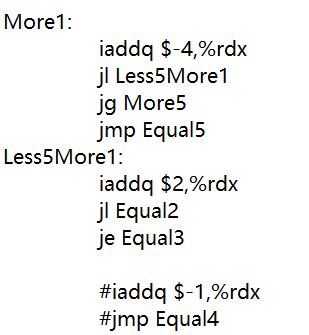 More1:
iaddq $-4,%rdx
jl Less5More1
jg More5
jmp Equal5
Less5More1:
iaddq $2,%rdx
jl Equal2
je Equal3
#iaddq $-1,%rdx
#jmp Equal4